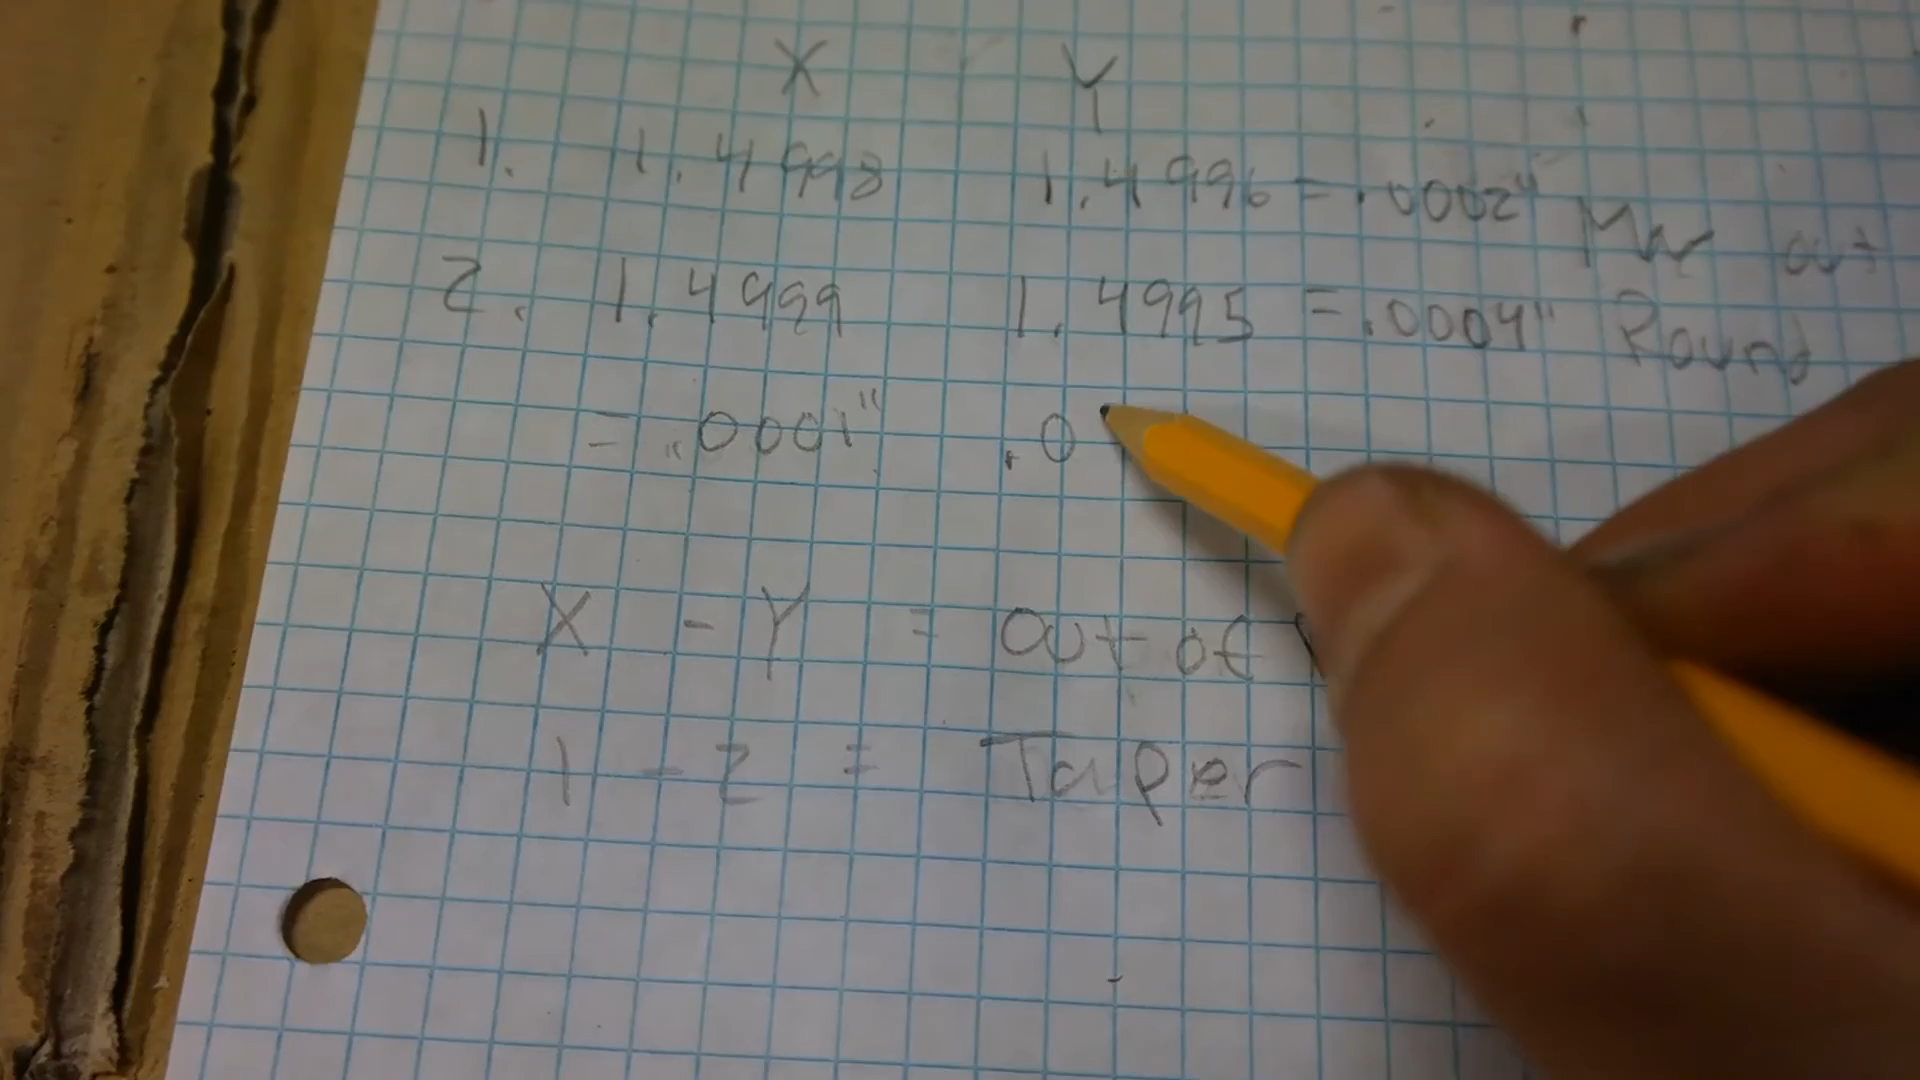 X Y
1. 1.4998 1.4996 = .0002"
2. 1.4999 1.4995 = .0004" Round
= .0001" .0
X - Y = out of
1 - 2 = Taper